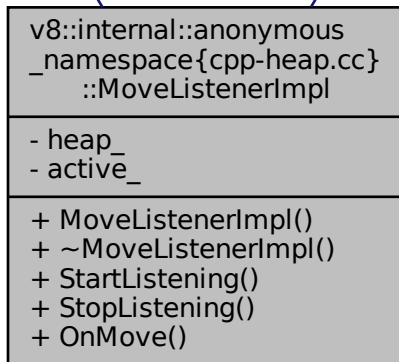 v8::internal::anonymous
_namespace{cpp-heap.cc}
::MoveListenerImpl
- heap_
- active_
+ MoveListenerImpl()
+ ~MoveListenerImpl()
+ StartListening()
+ StopListening()
+ OnMove()